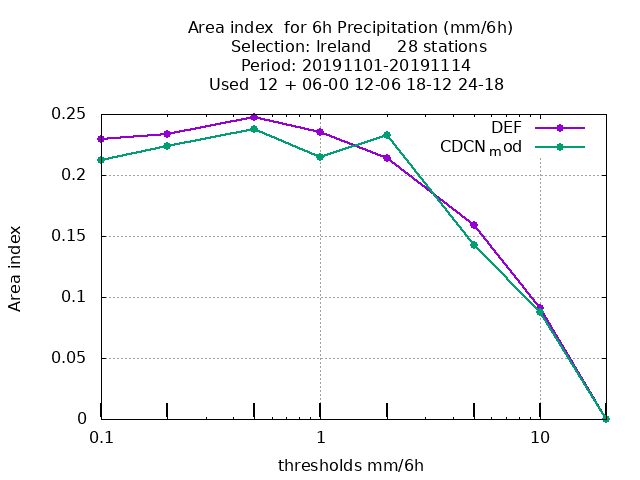 Area index  for 6h Precipitation (mm/6h)
Selection: Ireland     28 stations
Period: 20191101-20191114
Used  12 + 06-00 12-06 18-12 24-18
DEF
CDCNmod
0.25
0.2
0.15
0.1
0.05
0
Area index
0.1 1 10
thresholds mm/6h